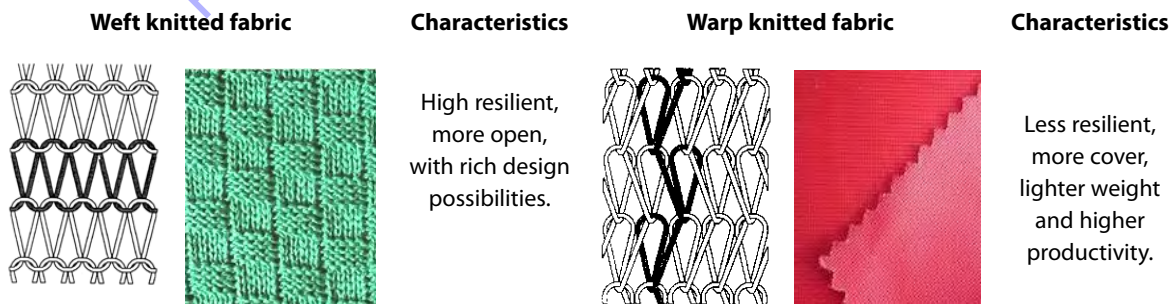 Weft knitted fabric
Characteristics
Warp knitted fabric
Characteristics
High resilient,
more open,
with rich design
possibilities.
Less resilient,
more cover,
lighter weight
and higher
productivity.